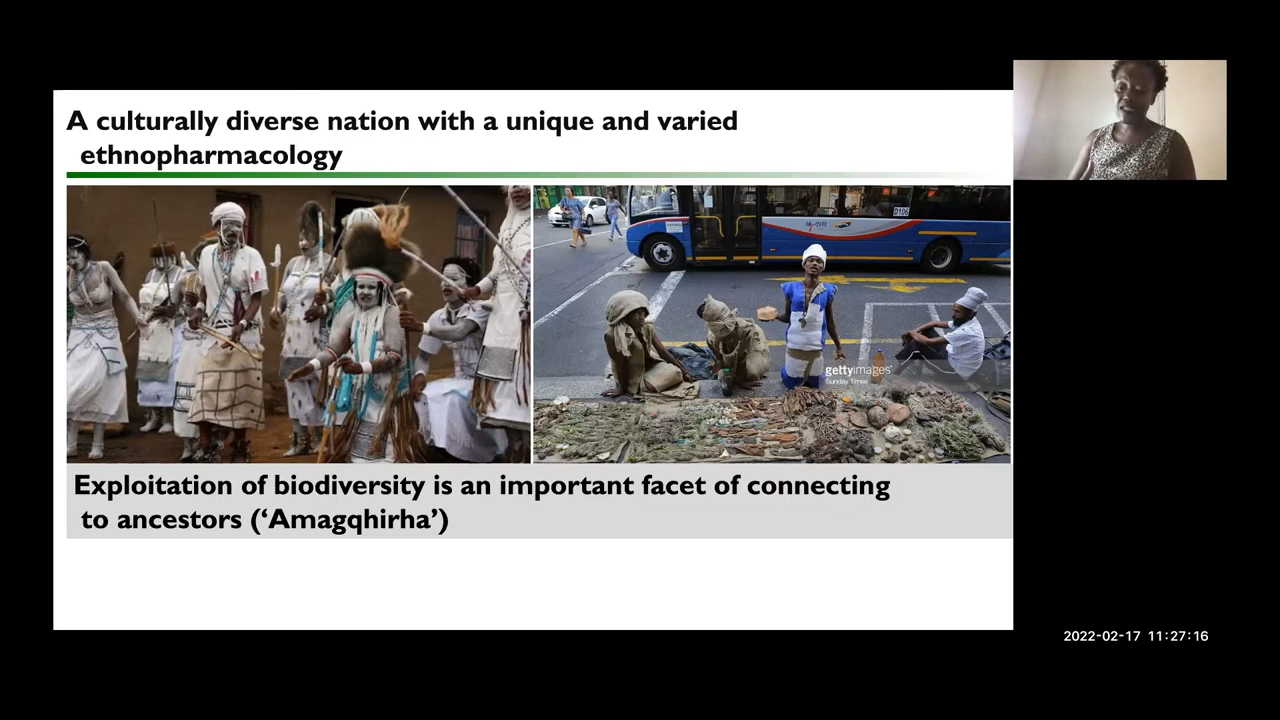 A culturally diverse nation with a unique and varied
ethnopharmacology
D106
gettyimages
Sunday Times
Exploitation of biodiversity is an important facet of connecting
to ancestors (‘Amagqhirha’)
2022-02-17 11:27:16